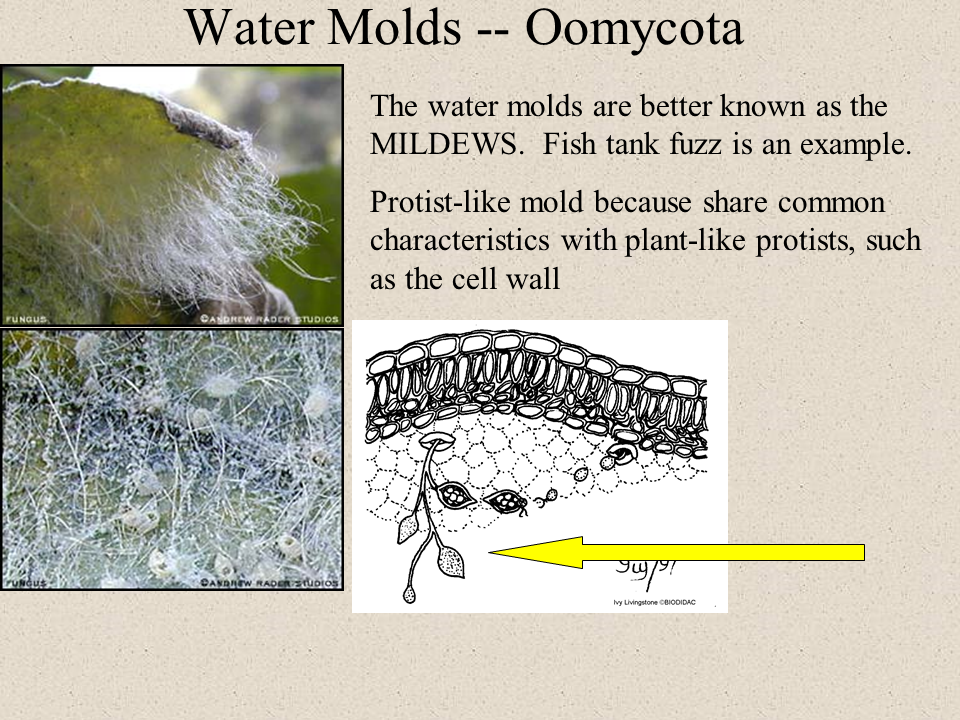 Water Molds -- Oomycota
The water molds are better known as the
MILDEWS. Fish tank fuzz is an example.
Protist-like mold because share common
characteristics with plant-like protists, such
as the cell wall
FUNGUS
©ANDREW RADER STUDIOS
FUNGUS
©ANDREW RADER STUDIOS
Ivy Livingstone ©BIODIDAC